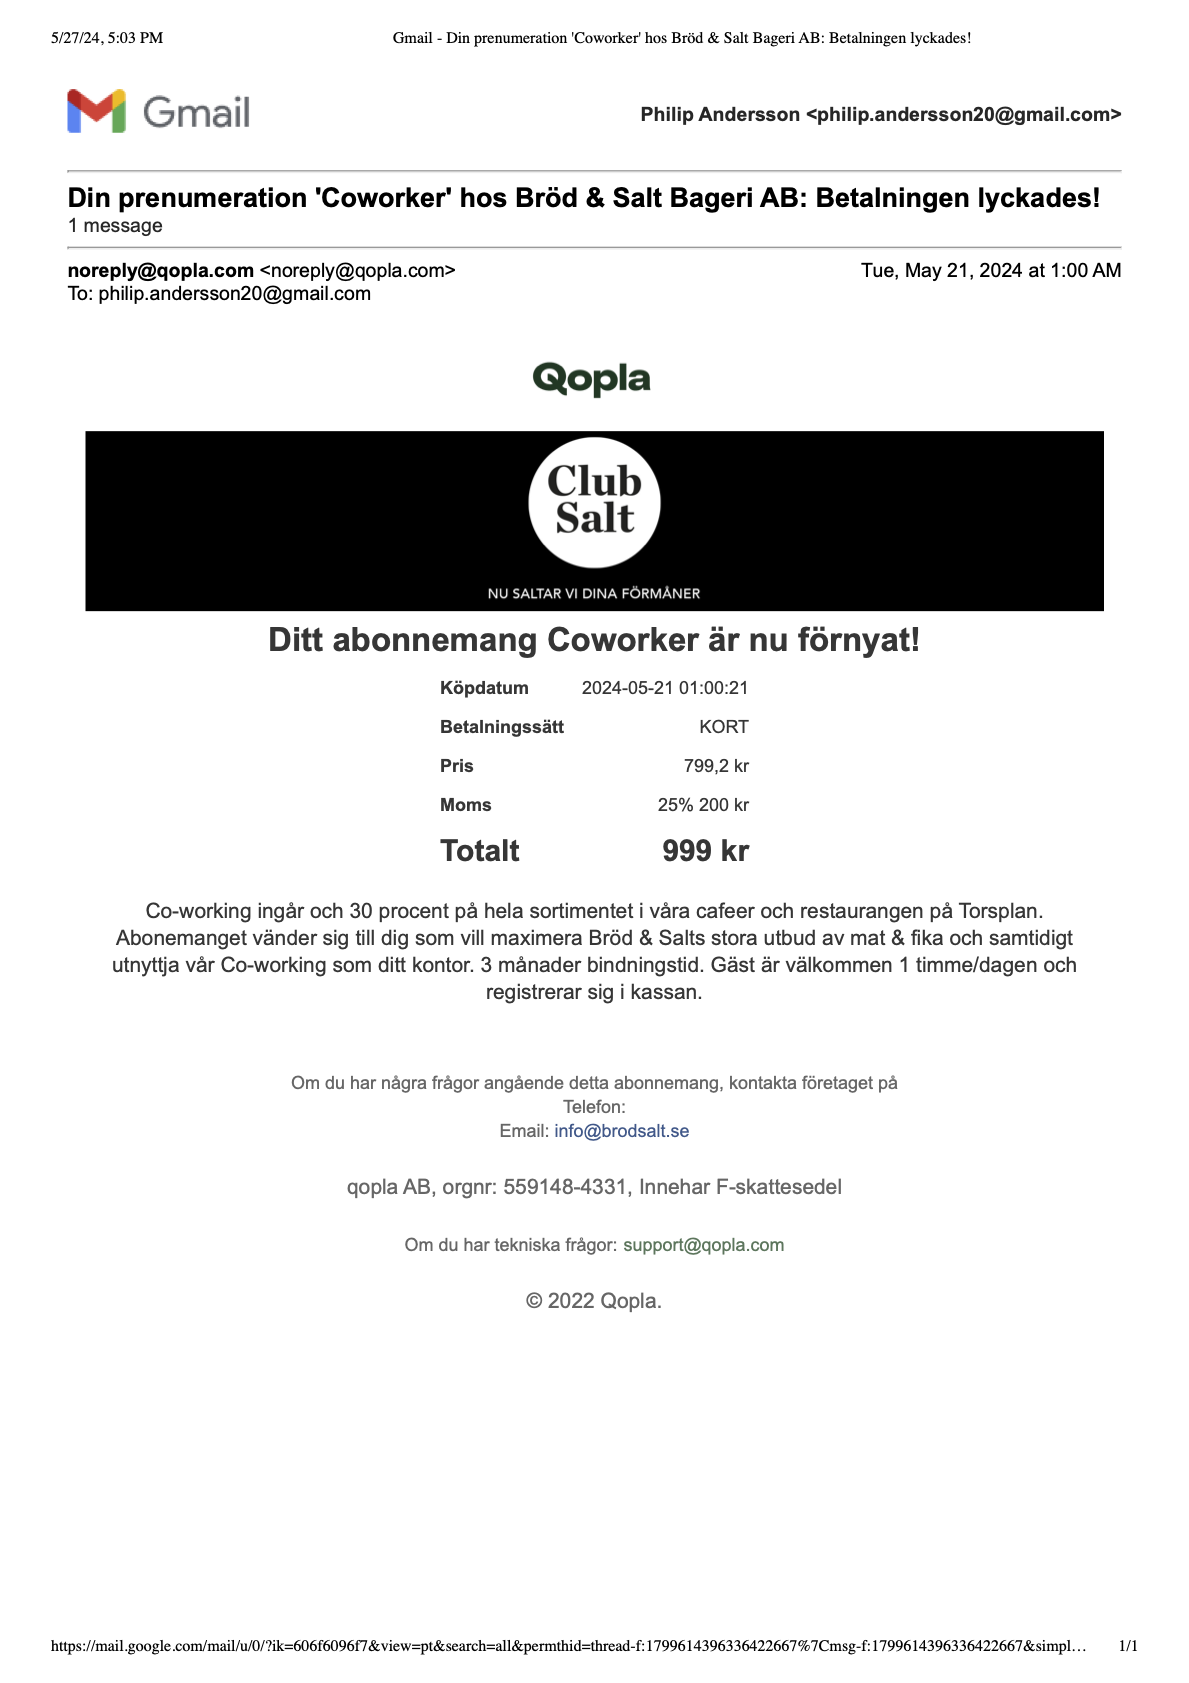 5/27/24, 5:03 PM
Gmail - Din prenumeration 'Coworker' hos Bröd & Salt Bageri AB: Betalningen lyckades!
Gmail
Philip Andersson <philip.andersson20@gmail.com>
Din prenumeration 'Coworker' hos Bröd & Salt Bageri AB: Betalningen lyckades!
1 message
noreply@qopla.com <noreply@qopla.com>
Tue, May 21, 2024 at 1:00 AM
To: philip.andersson20@gmail.com
Qopla
Club
Salt
NU SALTAR VI DINA FÖRMÅNER
Ditt abonnemang Coworker är nu förnyat!
Köpdatum 2024-05-21 01:00:21
Betalningssätt KORT
Pris 799,2 kr
Moms 25% 200 kr
Totalt 999 kr
Co-working ingår och 30 procent på hela sortimentet i våra cafeer och restaurangen på Torsplan.
Abonemanget vänder sig till dig som vill maximera Bröd & Salts stora utbud av mat & fika och samtidigt
utnyttja vår Co-working som ditt kontor. 3 månader bindningstid. Gäst är välkommen 1 timme/dagen och
registrerar sig i kassan.
Om du har några frågor angående detta abonnemang, kontakta företaget på
Telefon:
Email: info@brodsalt.se
qopla AB, orgnr: 559148-4331, Innehar F-skattesedel
Om du har tekniska frågor: support@qopla.com
© 2022 Qopla.
https://mail.google.com/mail/u/0/?ik=606f6096f7&view=pt&search=all&permthid=thread-f:1799614396336422667%7Cmsg-f:1799614396336422667&simpl…
1/1